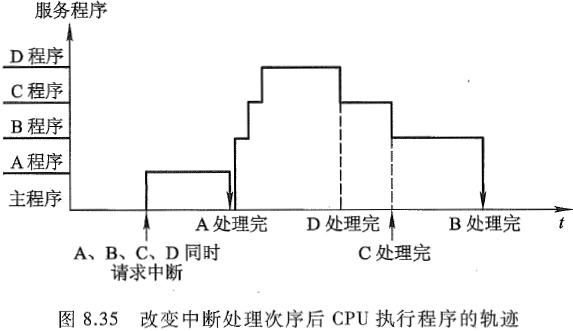 服务程序
D 程序
C 程序
B 程序
A 程序
主程序
A 处理完
D 处理完
B 处理完
t
A、B、C、D 同时
请求中断
C 处理完
图 8.35 改变中断处理次序后 CPU 执行程序的轨迹